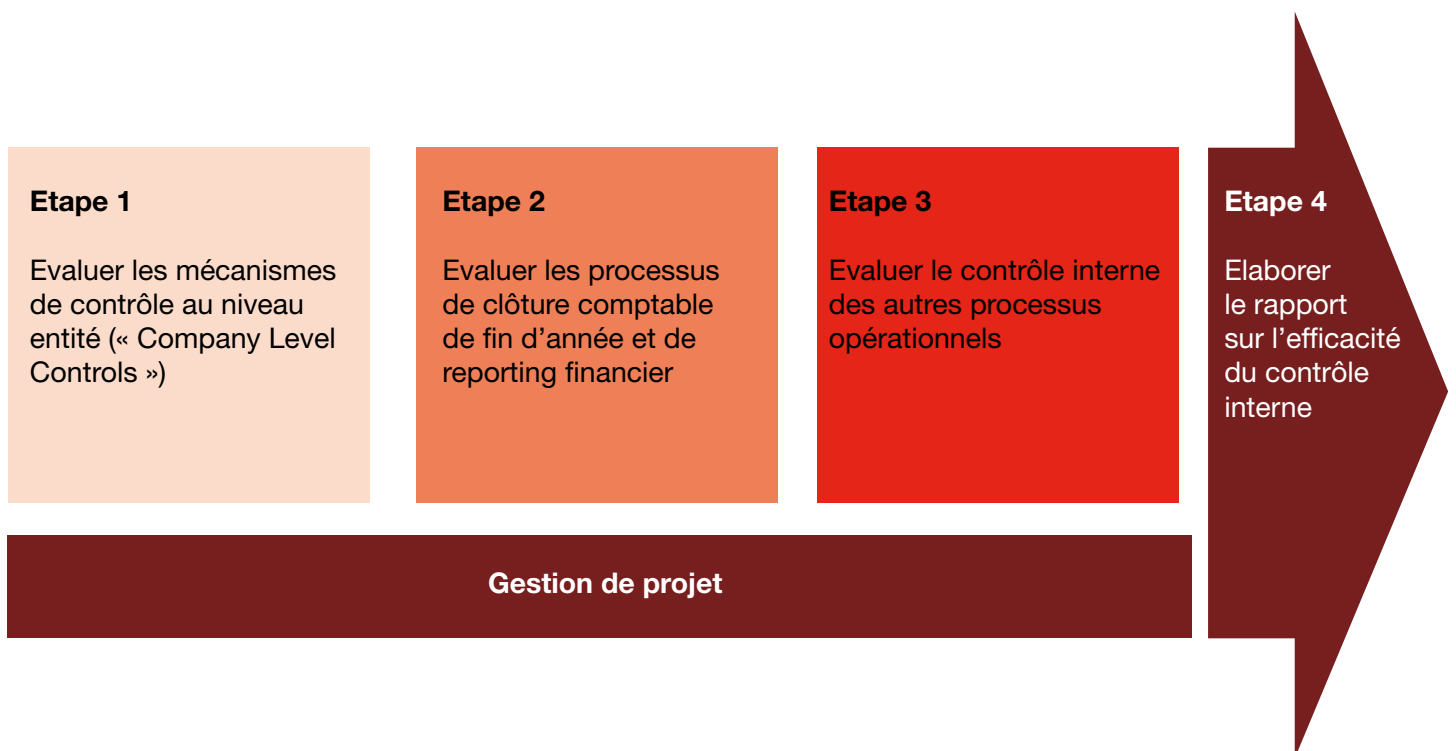 Etape 1
Evaluer les mécanismes
de contrôle au niveau
entité (« Company Level
Controls »)
Etape 2
Evaluer les processus
de clôture comptable
de fin d’année et de
reporting financier
Etape 3
Evaluer le contrôle interne
des autres processus
opérationnels
Etape 4
Elaborer
le rapport
sur l’efficacité
du contrôle
interne
Gestion de projet